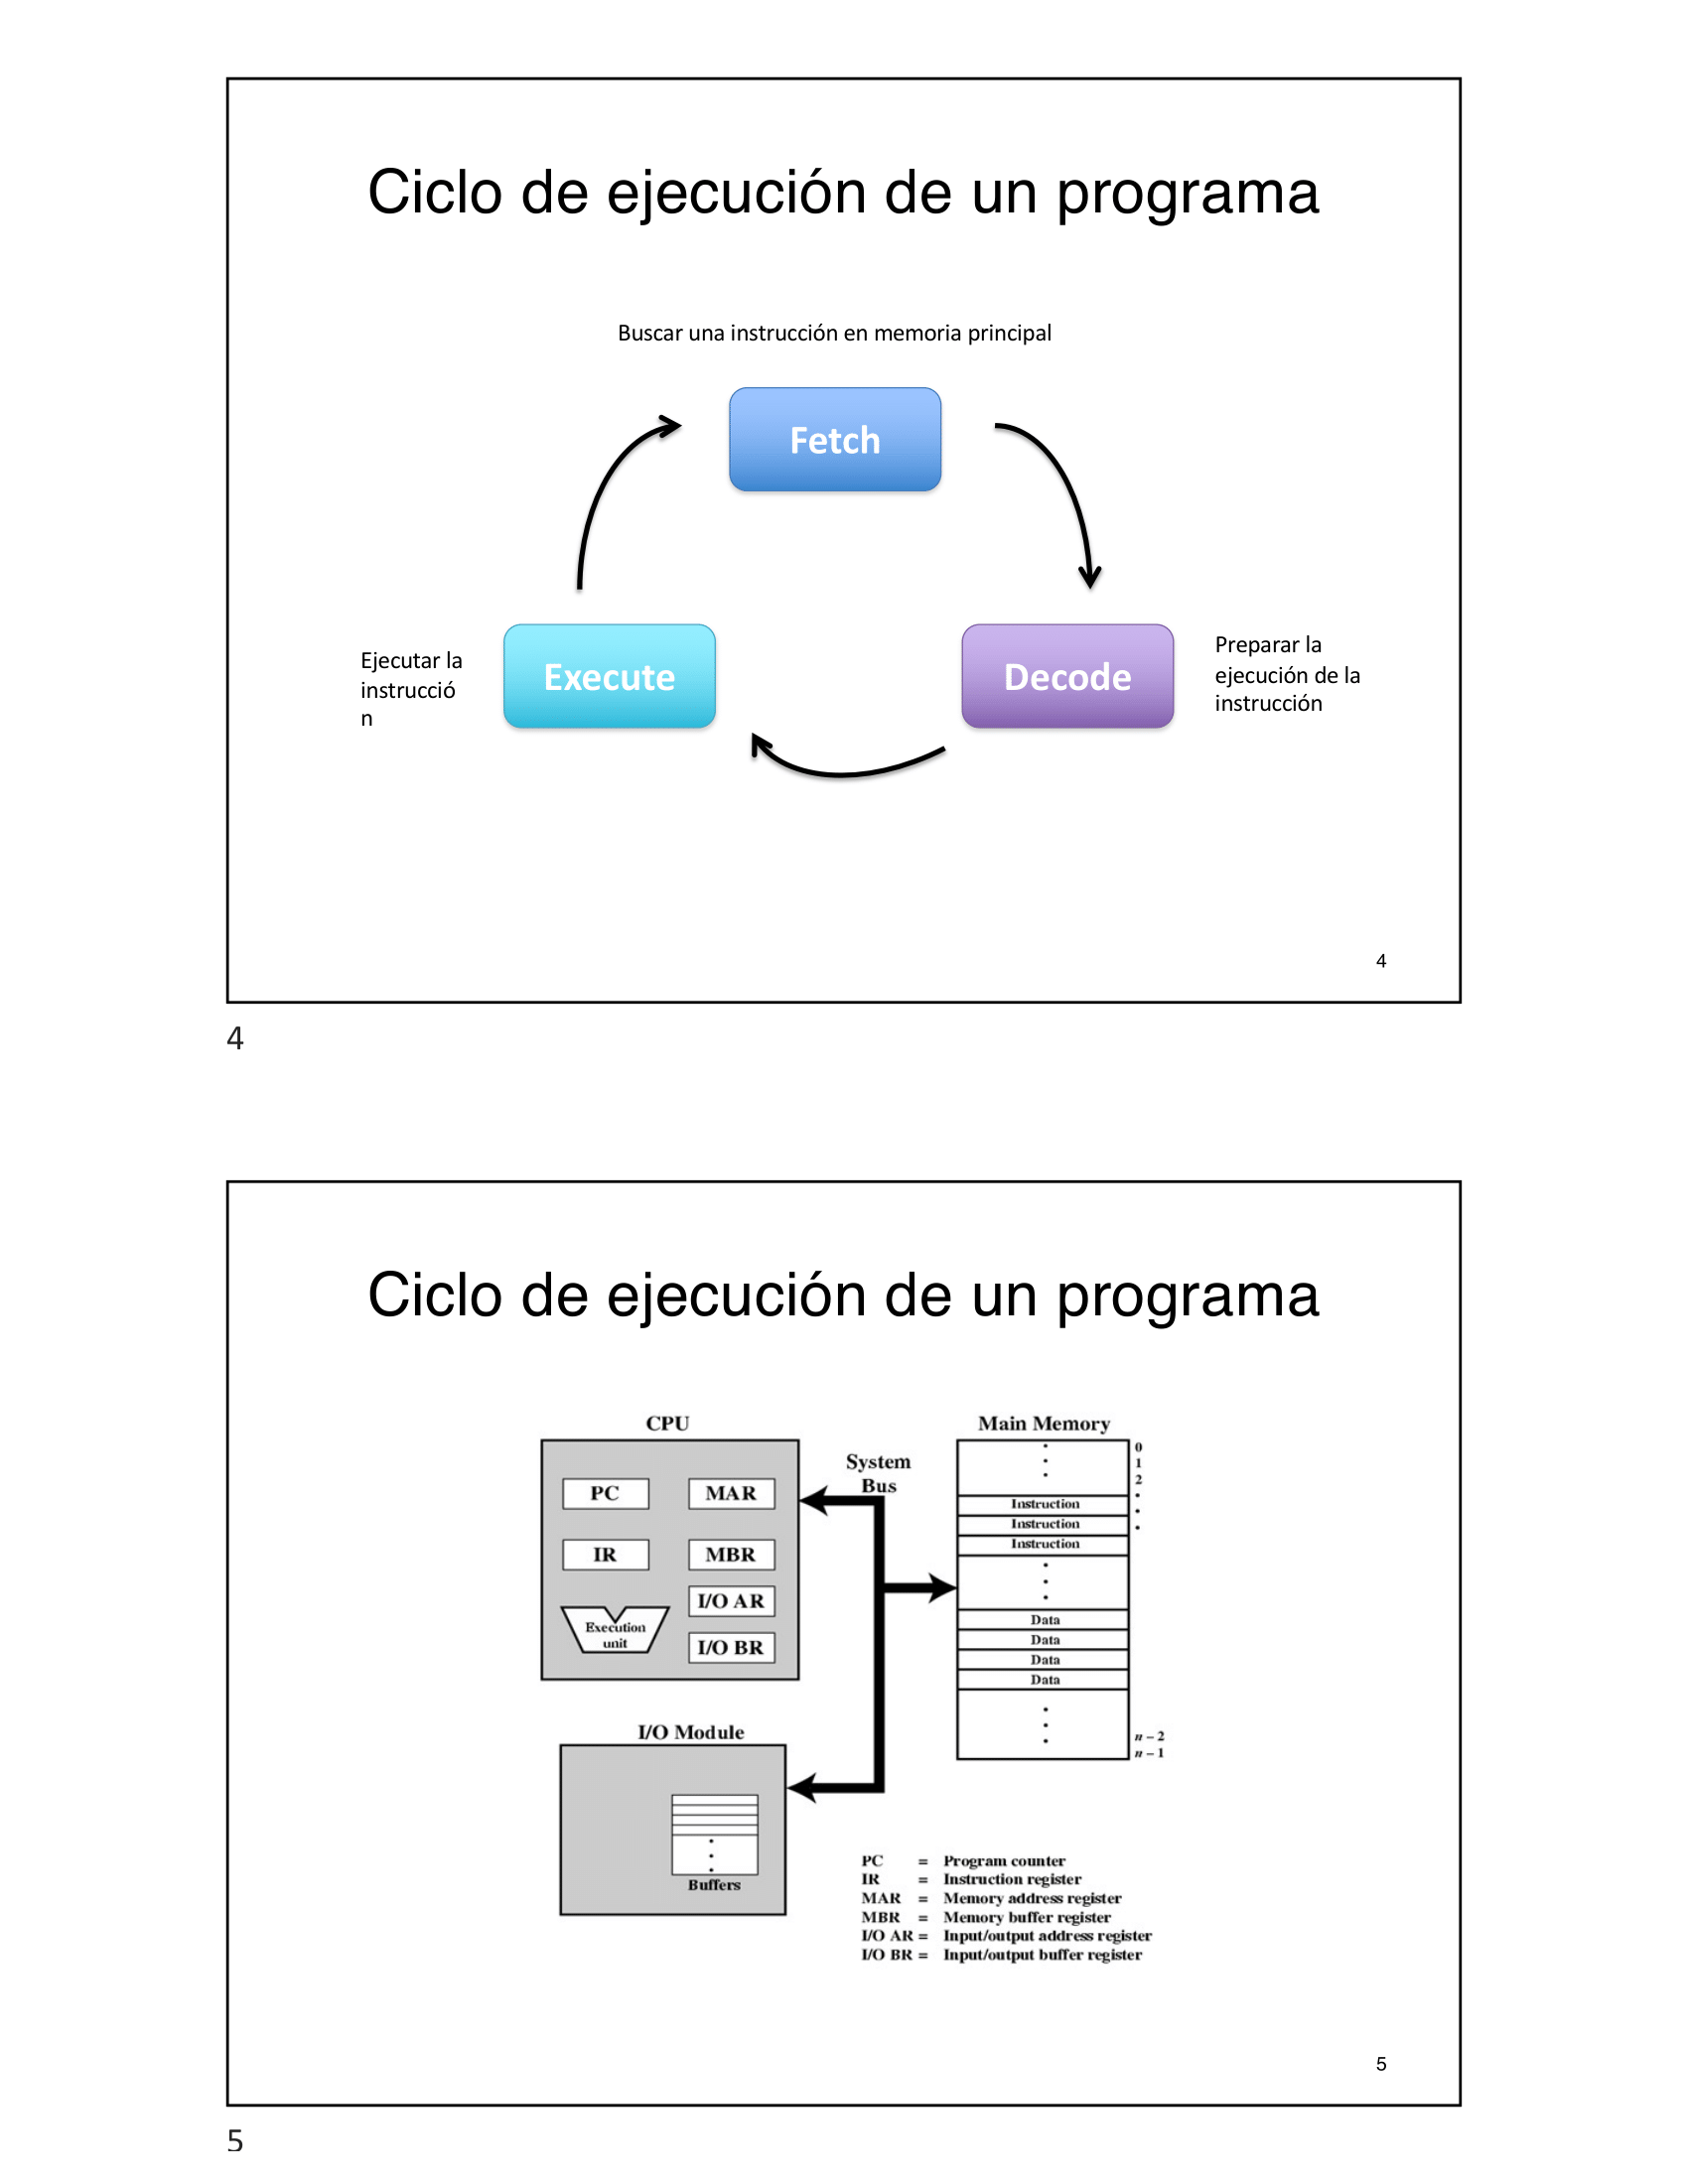 Ciclo de ejecución de un programa
Buscar una instrucción en memoria principal
Fetch
Ejecutar la
instrucció
n
Execute
Decode
Preparar la
ejecución de la
instrucción
4
4
Ciclo de ejecución de un programa
CPU
Main Memory
System
Bus
PC
MAR
IR
MBR
I/O AR
I/O BR
Execution
unit
0
1
2
Instruction
Instruction
Instruction
Data
Data
Data
Data
n – 2
n – 1
I/O Module
Buffers
PC = Program counter
IR = Instruction register
MAR = Memory address register
MBR = Memory buffer register
I/O AR = Input/output address register
I/O BR = Input/output buffer register
5
5